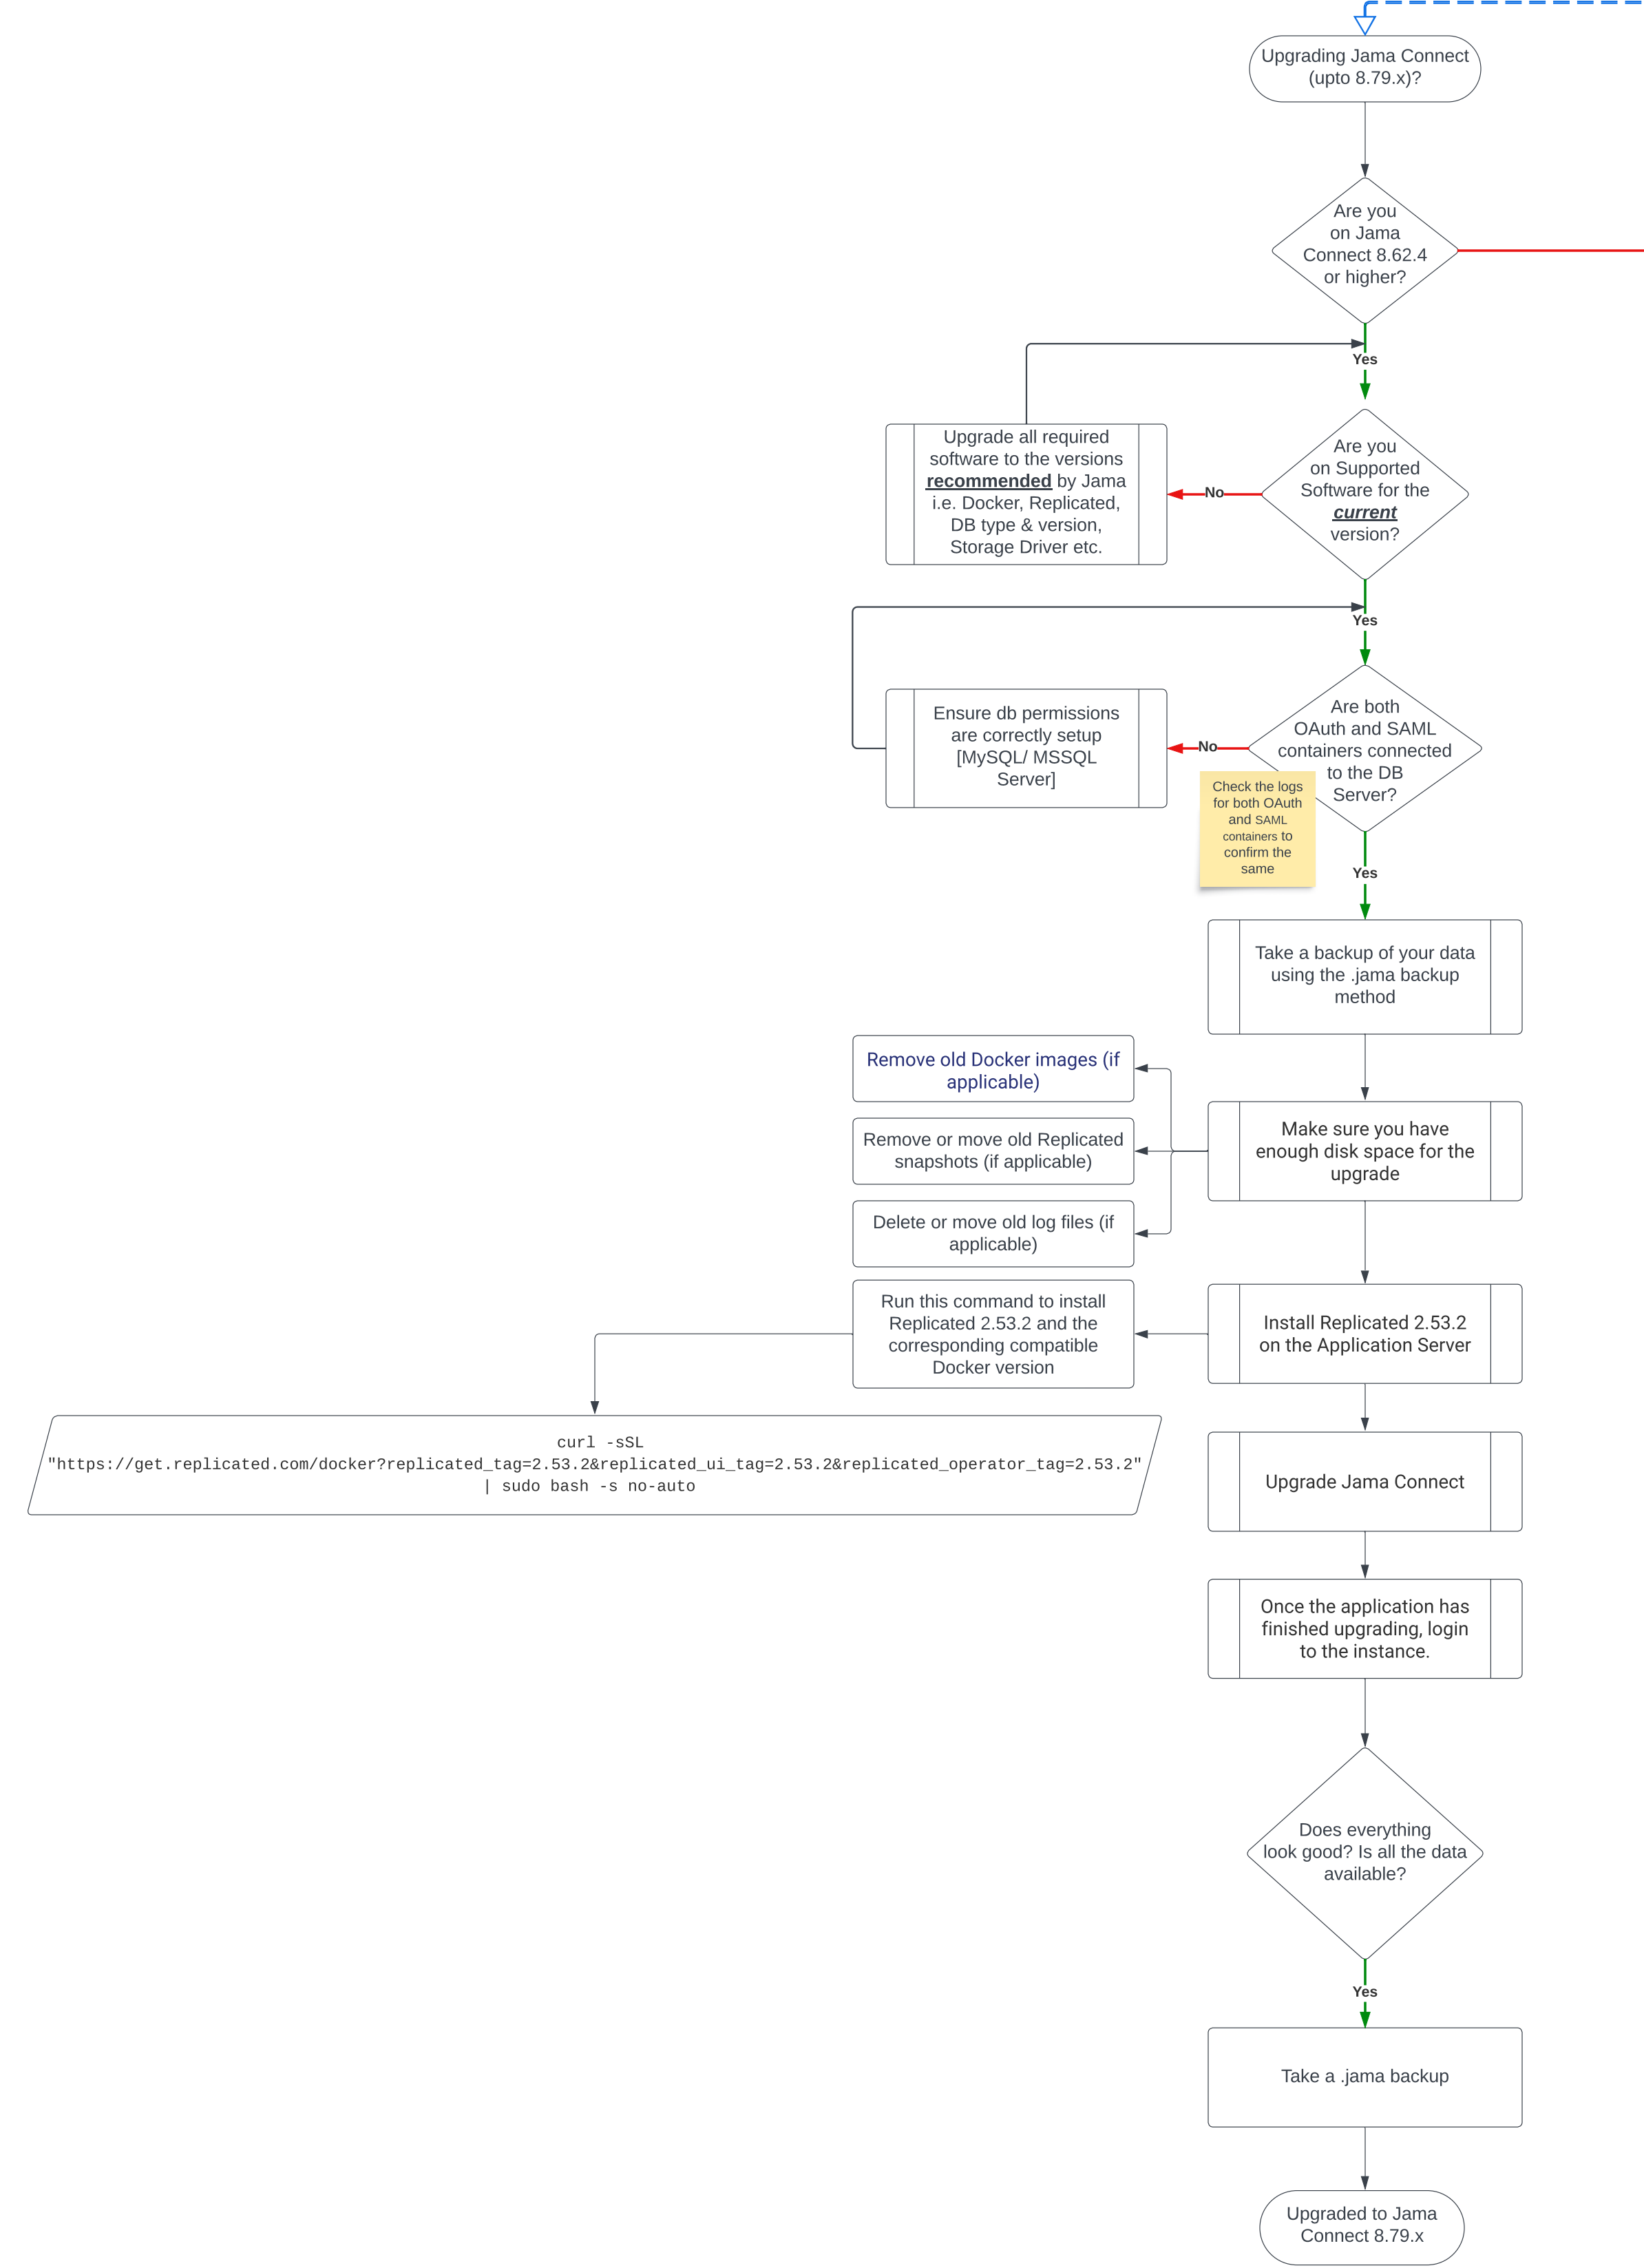 Upgrading Jama Connect
(upto 8.79.x)?
Are you
on Jama
Connect 8.62.4
or higher?
Yes
Upgrade all required
software to the versions
recommended by Jama
i.e. Docker, Replicated,
DB type & version,
Storage Driver etc.
No
Are you
on Supported
Software for the
current
version?
Yes
Ensure db permissions
are correctly setup
[MySQL/ MSSQL
Server]
No
Are both
OAuth and SAML
containers connected
to the DB
Server?
Check the logs
for both OAuth
and SAML
containers to
confirm the
same
Yes
Take a backup of your data
using the .jama backup
method
Remove old Docker images (if
applicable)
Remove or move old Replicated
snapshots (if applicable)
Delete or move old log files (if
applicable)
Make sure you have
enough disk space for the
upgrade
Run this command to install
Replicated 2.53.2 and the
corresponding compatible
Docker version
Install Replicated 2.53.2
on the Application Server
curl -sSL
"https://get.replicated.com/docker?replicated_tag=2.53.2&replicated_ui_tag=2.53.2&replicated_operator_tag=2.53.2"
| sudo bash -s no-auto
Upgrade Jama Connect
Once the application has
finished upgrading, login
to the instance.
Does everything
look good? Is all the data
available?
Yes
Take a .jama backup
Upgraded to Jama
Connect 8.79.x